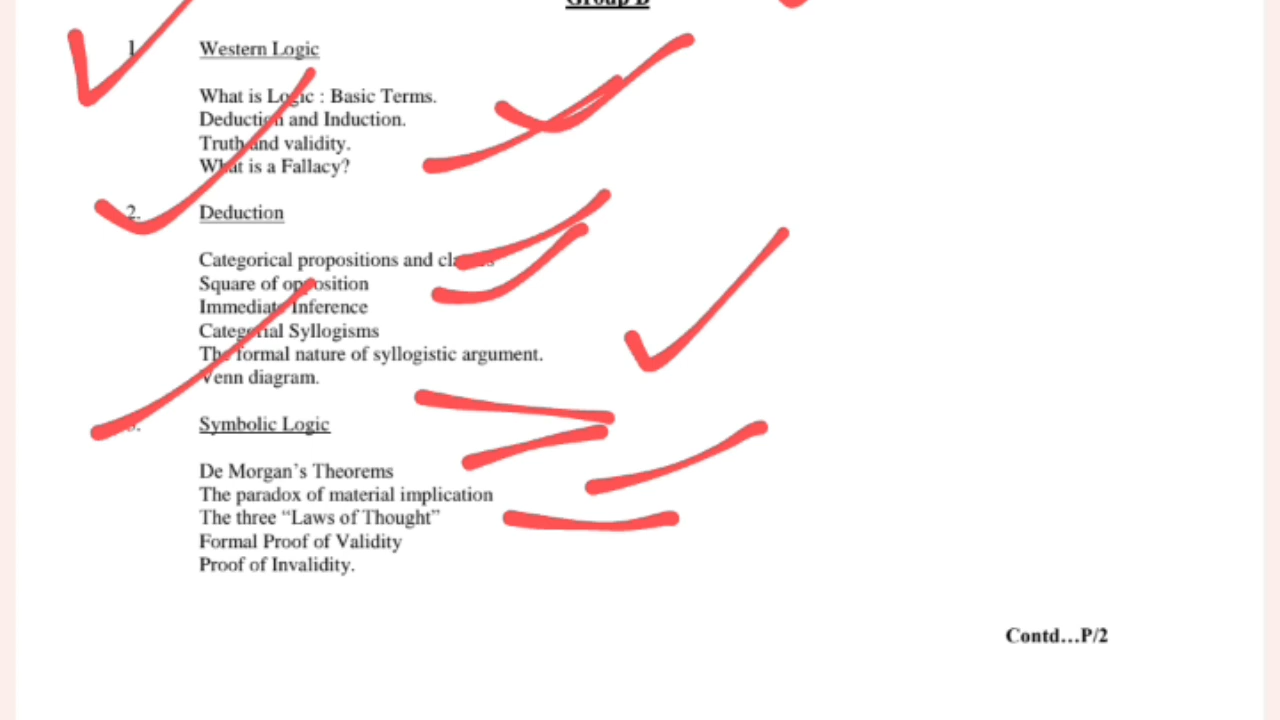 1.
Western Logic
What is Logic : Basic Terms.
Deduction and Induction.
Truth and validity.
What is a Fallacy?
2.
Deduction
Categorical propositions and
Square of opposition
Immediate Inference
Categorial Syllogisms
The formal nature of syllogistic argument.
Venn diagram.
Symbolic Logic
De Morgan’s Theorems
The paradox of material implication
The three “Laws of Thought”
Formal Proof of Validity
Proof of Invalidity.
Contd…P/2